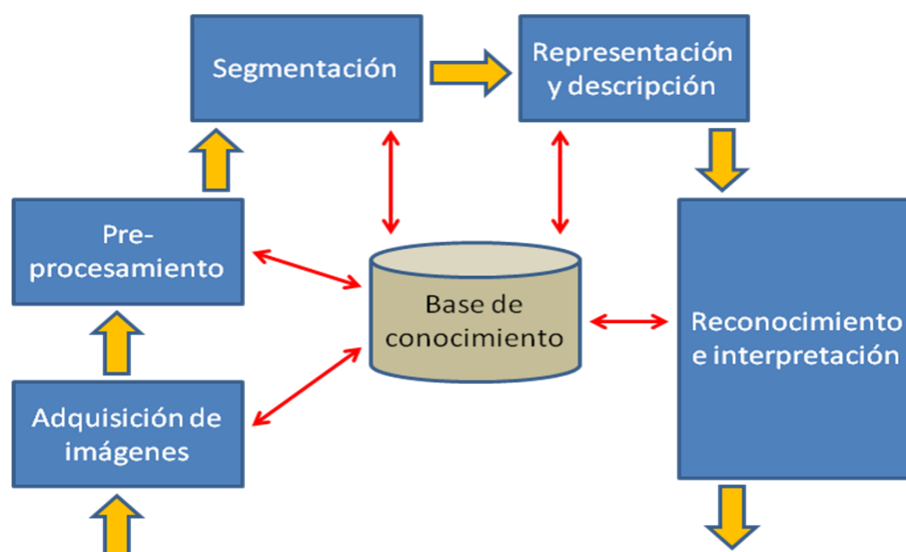 Segmentación
Representación
y descripción
Pre-
procesamiento
Base de
conocimiento
Reconocimiento
e interpretación
Adquisición de
imágenes